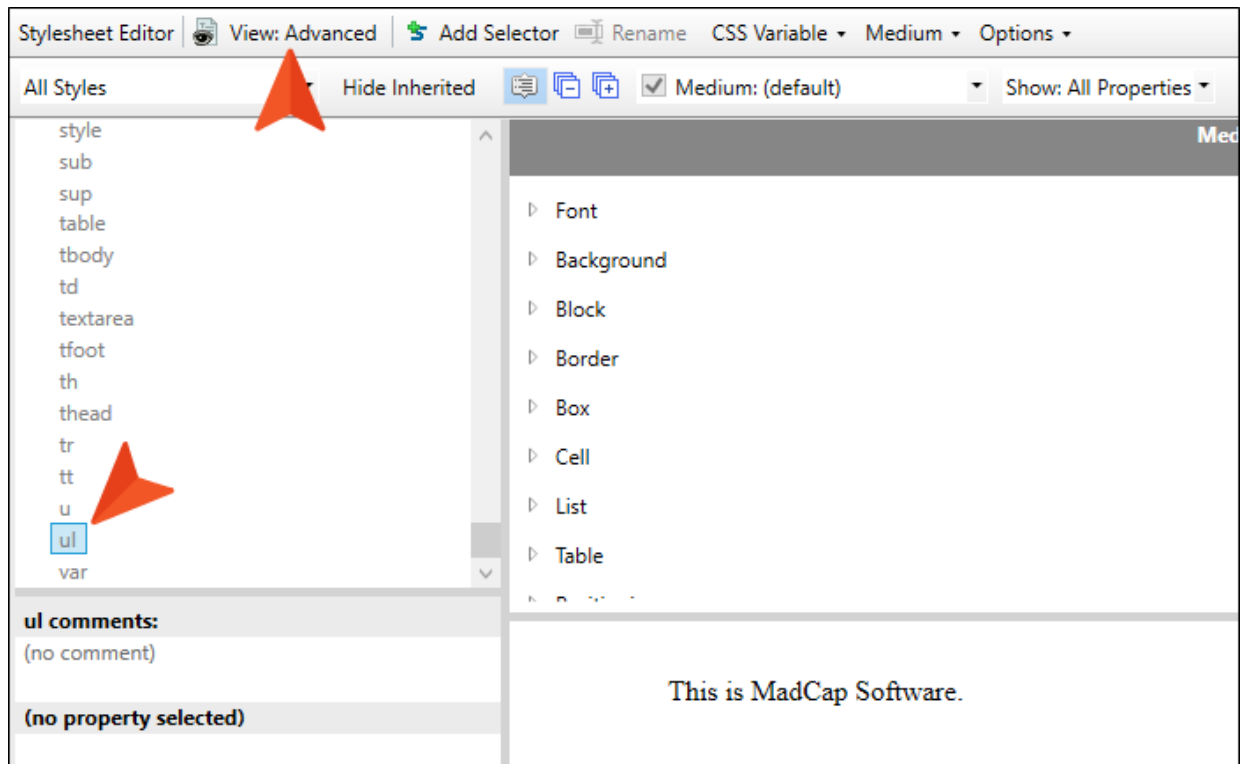 Stylesheet Editor View: Advanced Add Selector Rename CSS Variable Medium Options
All Styles Hide Inherited Medium: (default) Show: All Properties
style
sub
sup
table
tbody
td
textarea
tfoot
th
thead
tr
tt
u
ul
var
ul comments:
(no comment)
(no property selected)
Med
Font
Background
Block
Border
Box
Cell
List
Table
This is MadCap Software.